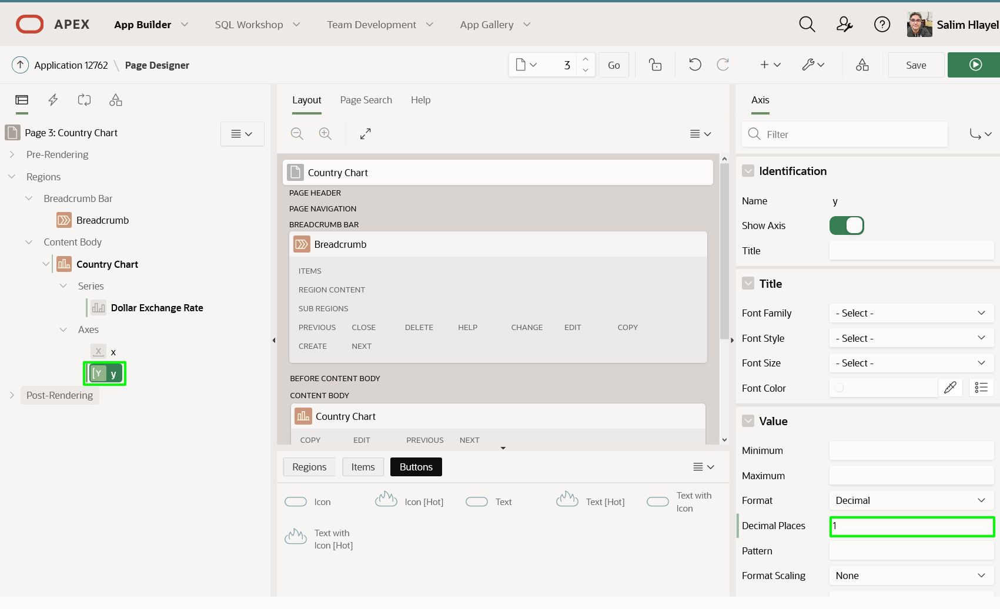 APEX App Builder SQL Workshop Team Development App Gallery Salim Hlayel
Application 12762 \ Page Designer 3 Go Save
Page 3: Country Chart
Pre-Rendering
Regions
Breadcrumb Bar
Breadcrumb
Content Body
Country Chart
Series
Dollar Exchange Rate
Axes
X x
[Y y
Post-Rendering
Layout Page Search Help
Country Chart
PAGE HEADER
PAGE NAVIGATION
BREADCRUMB BAR
Breadcrumb
ITEMS
REGION CONTENT
SUB REGIONS
PREVIOUS CLOSE DELETE HELP CHANGE EDIT COPY
CREATE NEXT
BEFORE CONTENT BODY
CONTENT BODY
Country Chart
COPY EDIT PREVIOUS NEXT
Regions Items Buttons
Icon Icon [Hot] Text Text [Hot] Text with
Icon
Text with
Icon [Hot]
Axis
Filter
Identification
Name y
Show Axis
Title
Title
Font Family - Select -
Font Style - Select -
Font Size - Select -
Font Color
Value
Minimum
Maximum
Format Decimal
Decimal Places 1
Pattern
Format Scaling None